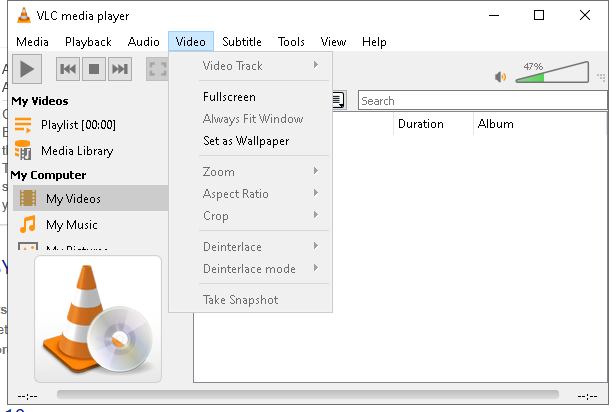 VLC media player
Media Playback Audio Video Subtitle Tools View Help
Video Track
47%
Fullscreen
My Videos
Search
Always Fit Window
Playlist [00:00]
Duration Album
Set as Wallpaper
Media Library
My Computer
Zoom
My Videos
Aspect Ratio
My Music
Crop
My Pictures
Deinterlace
Deinterlace mode
Take Snapshot
--:-- --:--